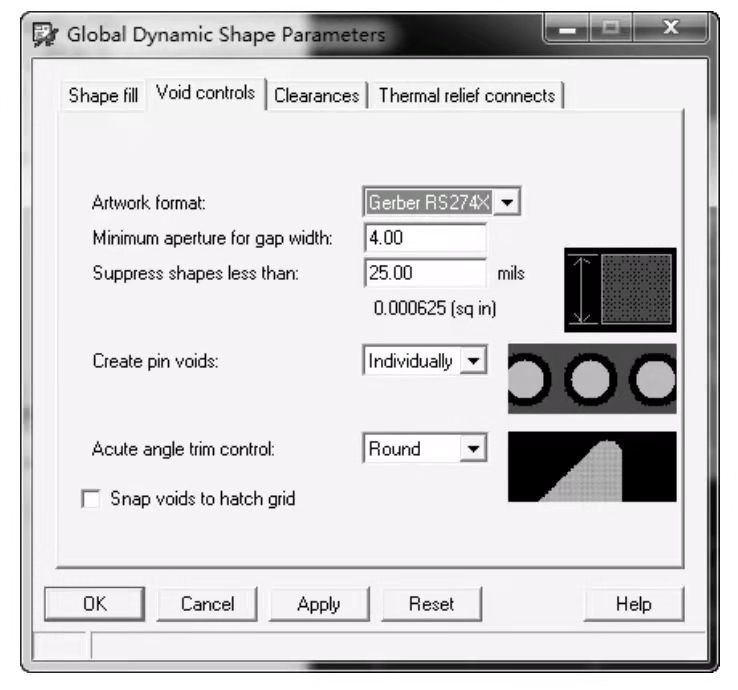 Global Dynamic Shape Parameters
Shape fill Void controls Clearances Thermal relief connects
Artwork format: Gerber RS274X
Minimum aperture for gap width: 4.00
Suppress shapes less than: 25.00 mils
0.000625 (sq in)
Create pin voids: Individually
Acute angle trim control: Round
Snap voids to hatch grid
OK Cancel Apply Reset Help